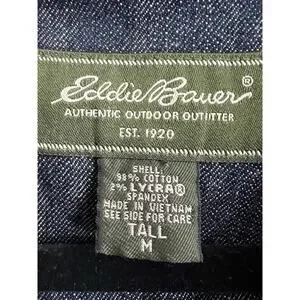 Eddie Bauer®
AUTHENTIC OUTDOOR OUTFITTER
EST. 1920
SHELL:
98% COTTON
2% LYCRA®
SPANDEX
MADE IN VIETNAM
SEE SIDE FOR CARE
TALL
M